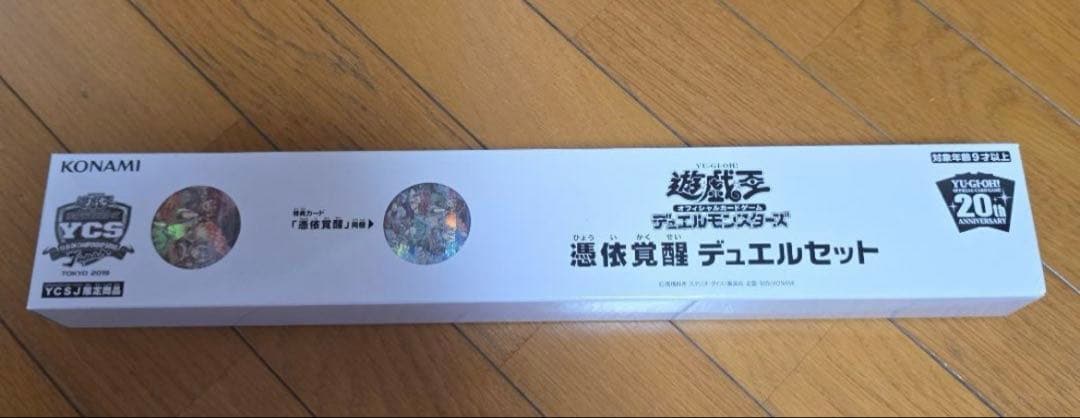 KONAMI
YCS
TOKYO 2019
YCSJ限定商品
特典カード
「憑依覚醒」同梱▶
YU-GI-OH!
遊戯王
オフィシャルカードゲーム
デュエルモンスターズ
ひょう い かく せい
憑依覚醒 デュエルセット
対象年齢9才以上
YU-GI-OH!
OFFICIAL CARD GAME
20th
ANNIVERSARY